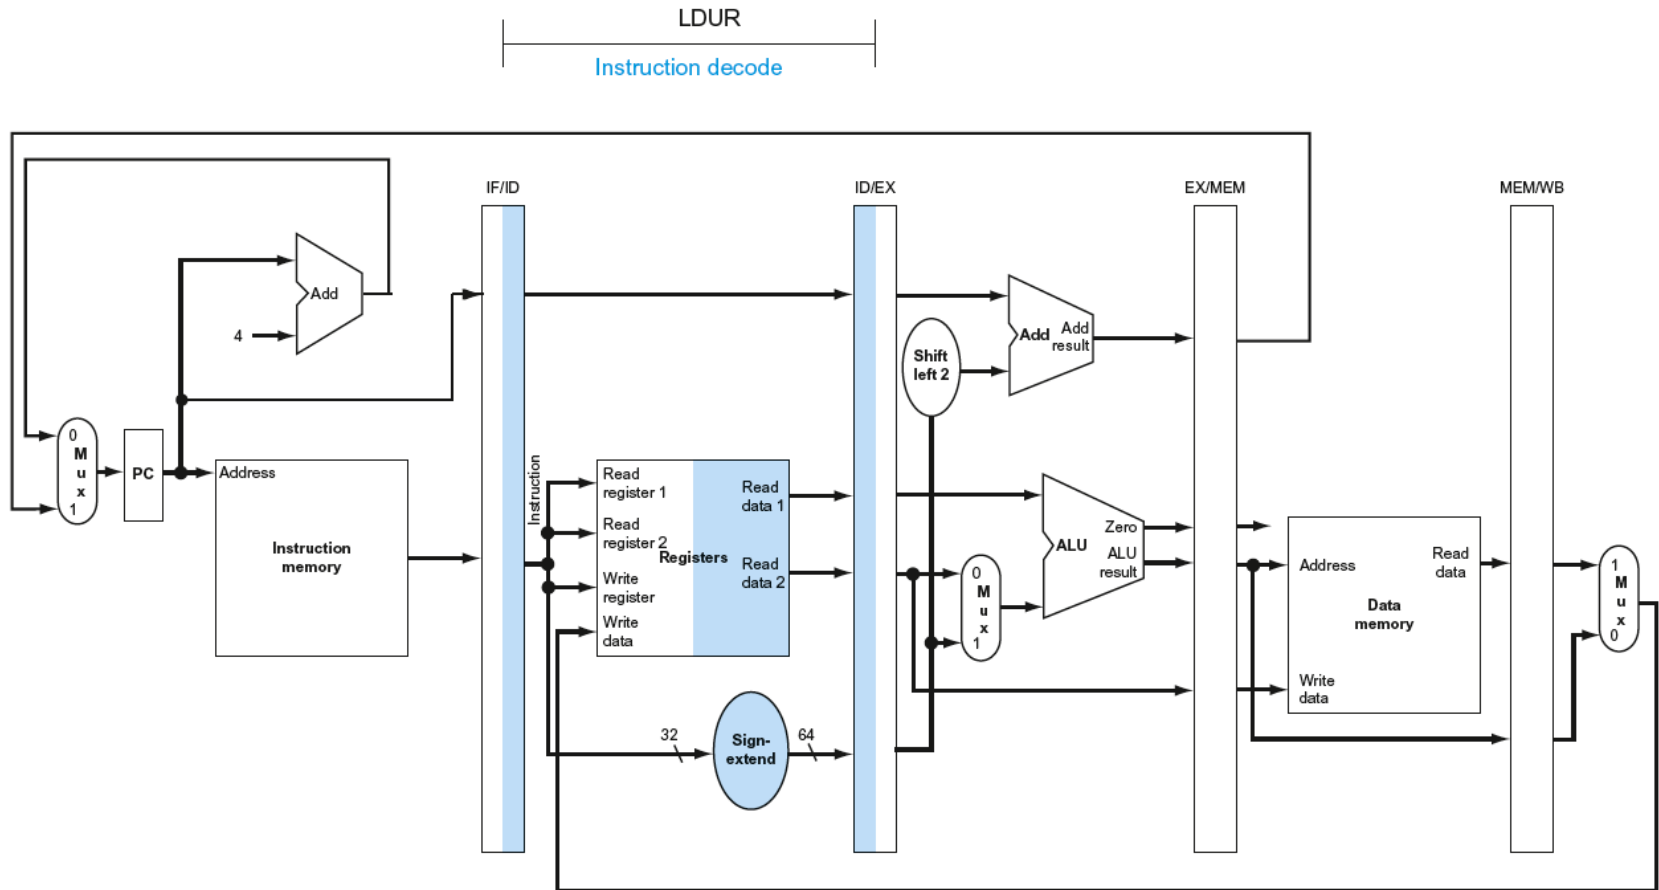 LDUR
Instruction decode
IF/ID
ID/EX
EX/MEM
MEM/WB
Add
4
Shift
left 2
Add
Add
result
0
M
u
x
1
PC
Address
Instruction
memory
Instruction
Read
register 1
Read
register 2
Write
register
Write
data
Registers
Read
data 1
Read
data 2
0
M
u
x
1
Zero
ALU
ALU
result
Address
Read
data
Data
memory
Write
data
1
M
u
x
0
32
Sign-
extend
64